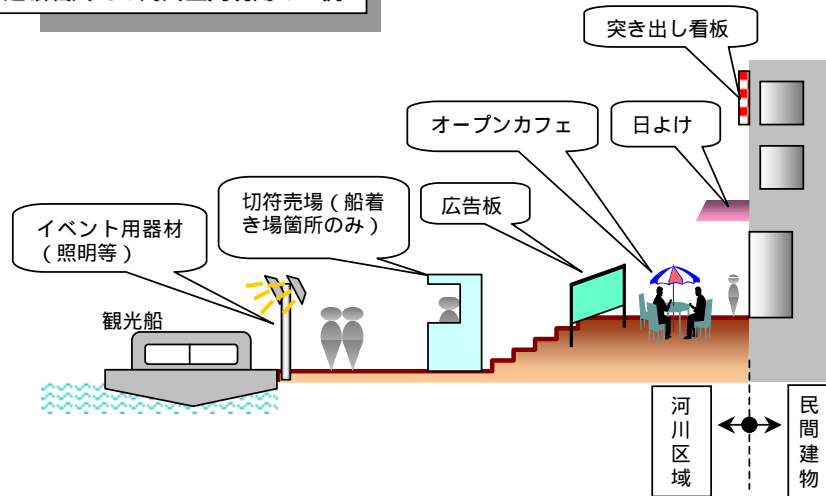 突き出し看板
オープンカフェ
日よけ
切符売場（船着
き場箇所のみ）
広告板
イベント用器材
（照明等）
観光船
河川区域
民間建物